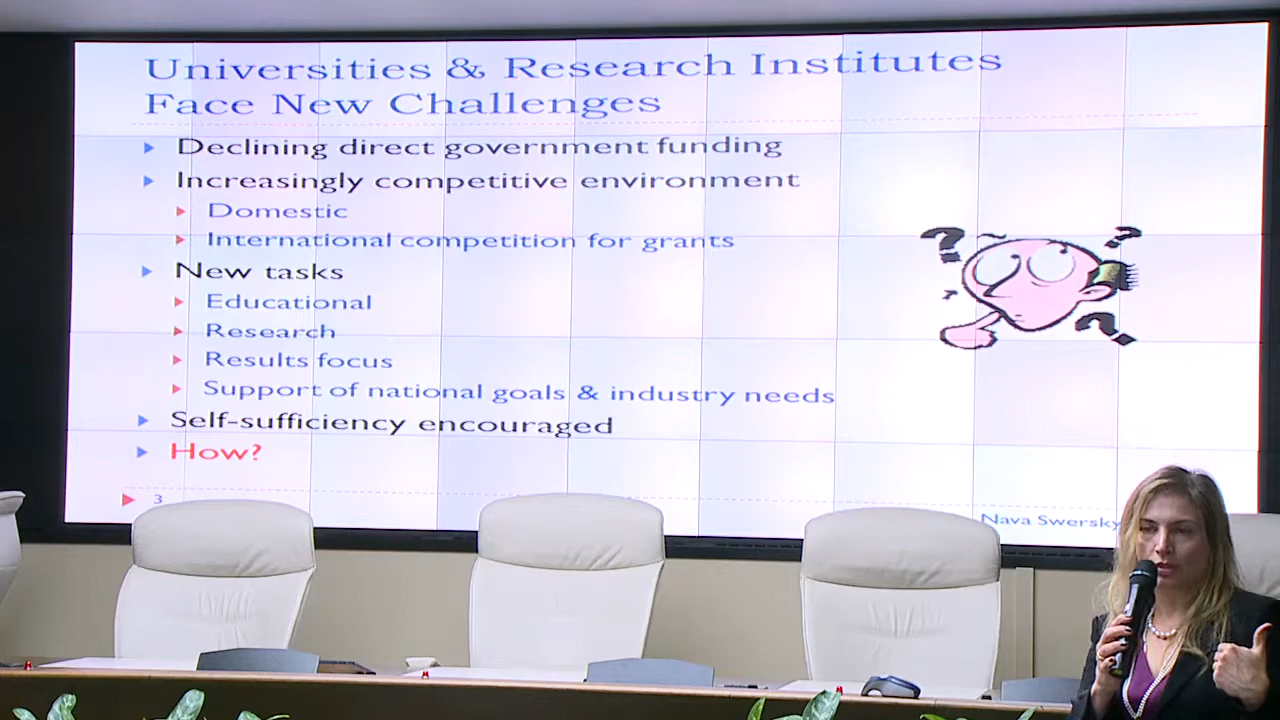 Universities & Research Institutes
Face New Challenges
Declining direct government funding
Increasingly competitive environment
Domestic
International competition for grants
New tasks
Educational
Research
Results focus
Support of national goals & industry needs
Self-sufficiency encouraged
How?
3
Nava Swersky